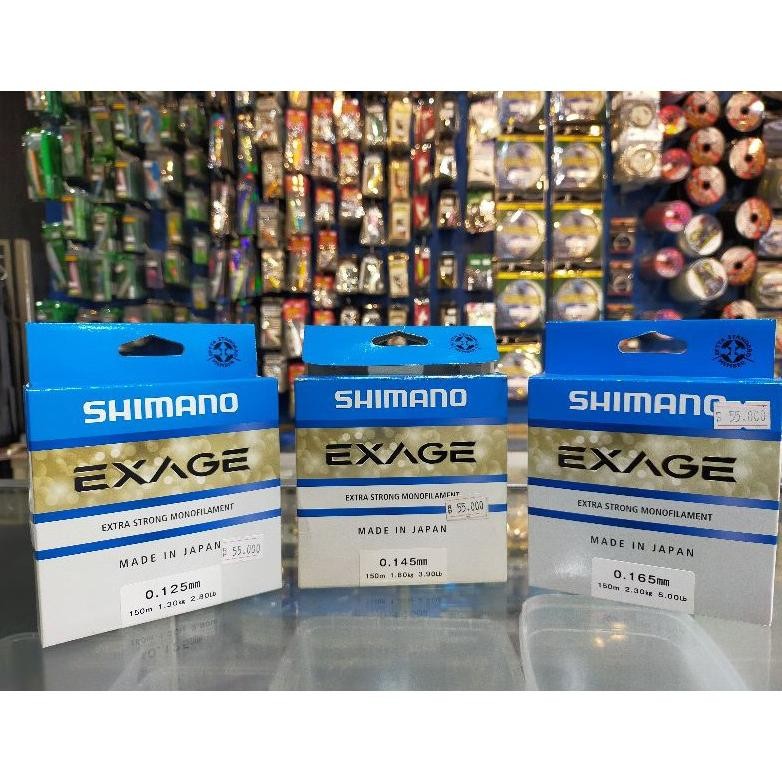 SHIMANO
EXAGE
EXTRA STRONG MONOFILAMENT
MADE IN JAPAN
55.000
0.125mm
150m 1.30kg 2.80Lb
SHIMANO
EXAGE
EXTRA STRONG MONOFILAMENT
55.000
MADE IN JAPAN
0.145mm
150m 1.80kg 3.90Lb
SHIMANO
55.000
EXAGE
EXTRA STRONG MONOFILAMENT
MADE IN JAPAN
0.165mm
150m 2.30kg 5.00Lb